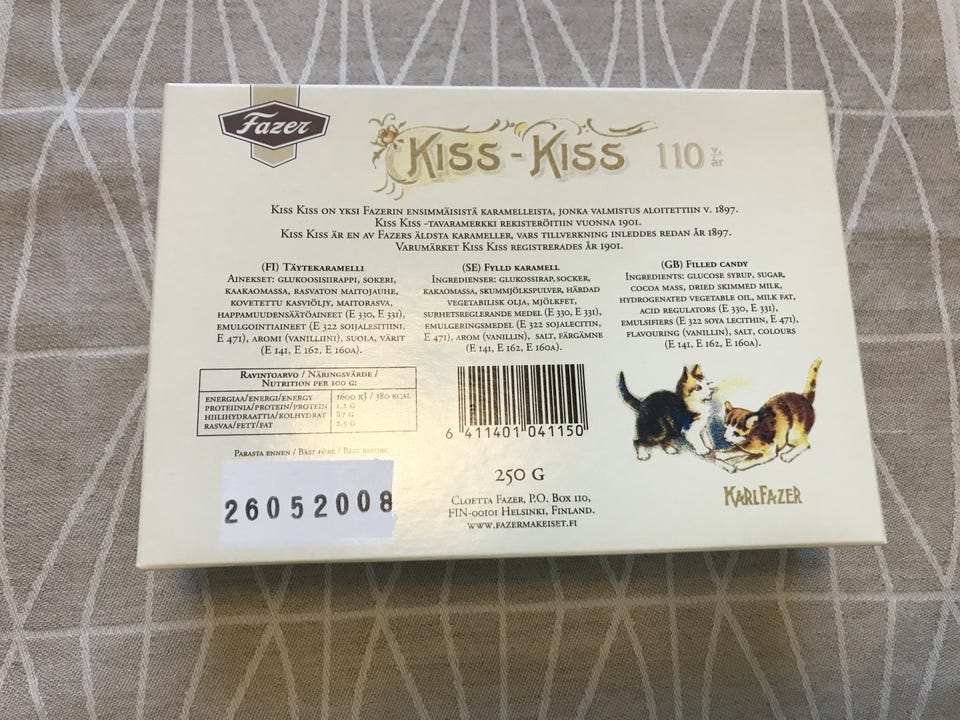 Fazer
Kiss-Kiss 110 v. år
Kiss Kiss on yksi Fazerin ensimmäisistä karamelleista, jonka valmistus aloitettiin v. 1897.
Kiss Kiss -tavaramerkki rekisteröitiin vuonna 1901.
Kiss Kiss är en av Fazers äldsta karameller, vars tillverkning inleddes redan år 1897.
Varumärket Kiss Kiss registrerades år 1901.
(FI) Täytekaramelli
Ainekset: glukoosisiirappi, sokeri,
kaakaomassa, rasvaton maitojauhe,
kovetettu kasviöljy, maitorasva,
happamuudensäätöaineet (E 330, E 331),
emulgointiaineet (E 322 soijalesitiini,
E 471), aromi (vanilliini), suola, värit
(E 141, E 162, E 160a).
(SE) Fylld karamell
Ingredienser: glukossirap, socker,
kakaomassa, skummjölkspulver, härdad
vegetabilisk olja, mjölkfet,
surhetsreglerande medel (E 330, E 331),
emulgeringsmedel (E 322 sojalecitin,
E 471), arom (vanillin), salt, färgämne
(E 141, E 162, E 160a).
(GB) Filled candy
Ingredients: glucose syrup, sugar,
cocoa mass, dried skimmed milk,
hydrogenated vegetable oil, milk fat,
acid regulators (E 330, E 331),
emulsifiers (E 322 soya lecithin, E 471),
flavouring (vanillin), salt, colours
(E 141, E 162, E 160a).
Ravintoarvo / Näringsvärde /
Nutrition per 100 g:
energiaa/energi/energy 1600 kJ / 380 kcal
proteiinia/protein/protein 1,2 g
hiilihydraattia/kolhydrat 87 g
rasvaa/fett/fat 2,5 g
Parasta ennen / Bäst före / Best before
26052008
6 411401 041150
250 g
Cloetta Fazer, P.O. Box 110,
FIN-00101 Helsinki, Finland.
www.fazermakeiset.fi
Karl Fazer